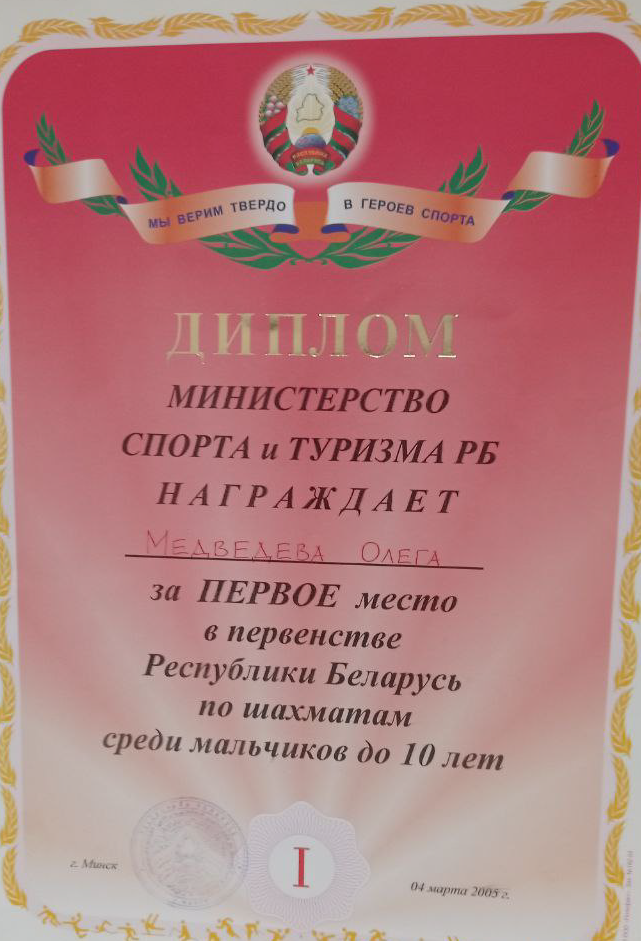 МЫ ВЕРИМ ТВЕРДО В ГЕРОЕВ СПОРТА
ДИПЛОМ
МИНИСТЕРСТВО
СПОРТА и ТУРИЗМА РБ
НАГРАЖДАЕТ
МЕДВЕДЕВА ОЛЕГА
за ПЕРВОЕ место
в первенстве
Республики Беларусь
по шахматам
среди мальчиков до 10 лет
I
г. Минск
04 марта 2005 г.